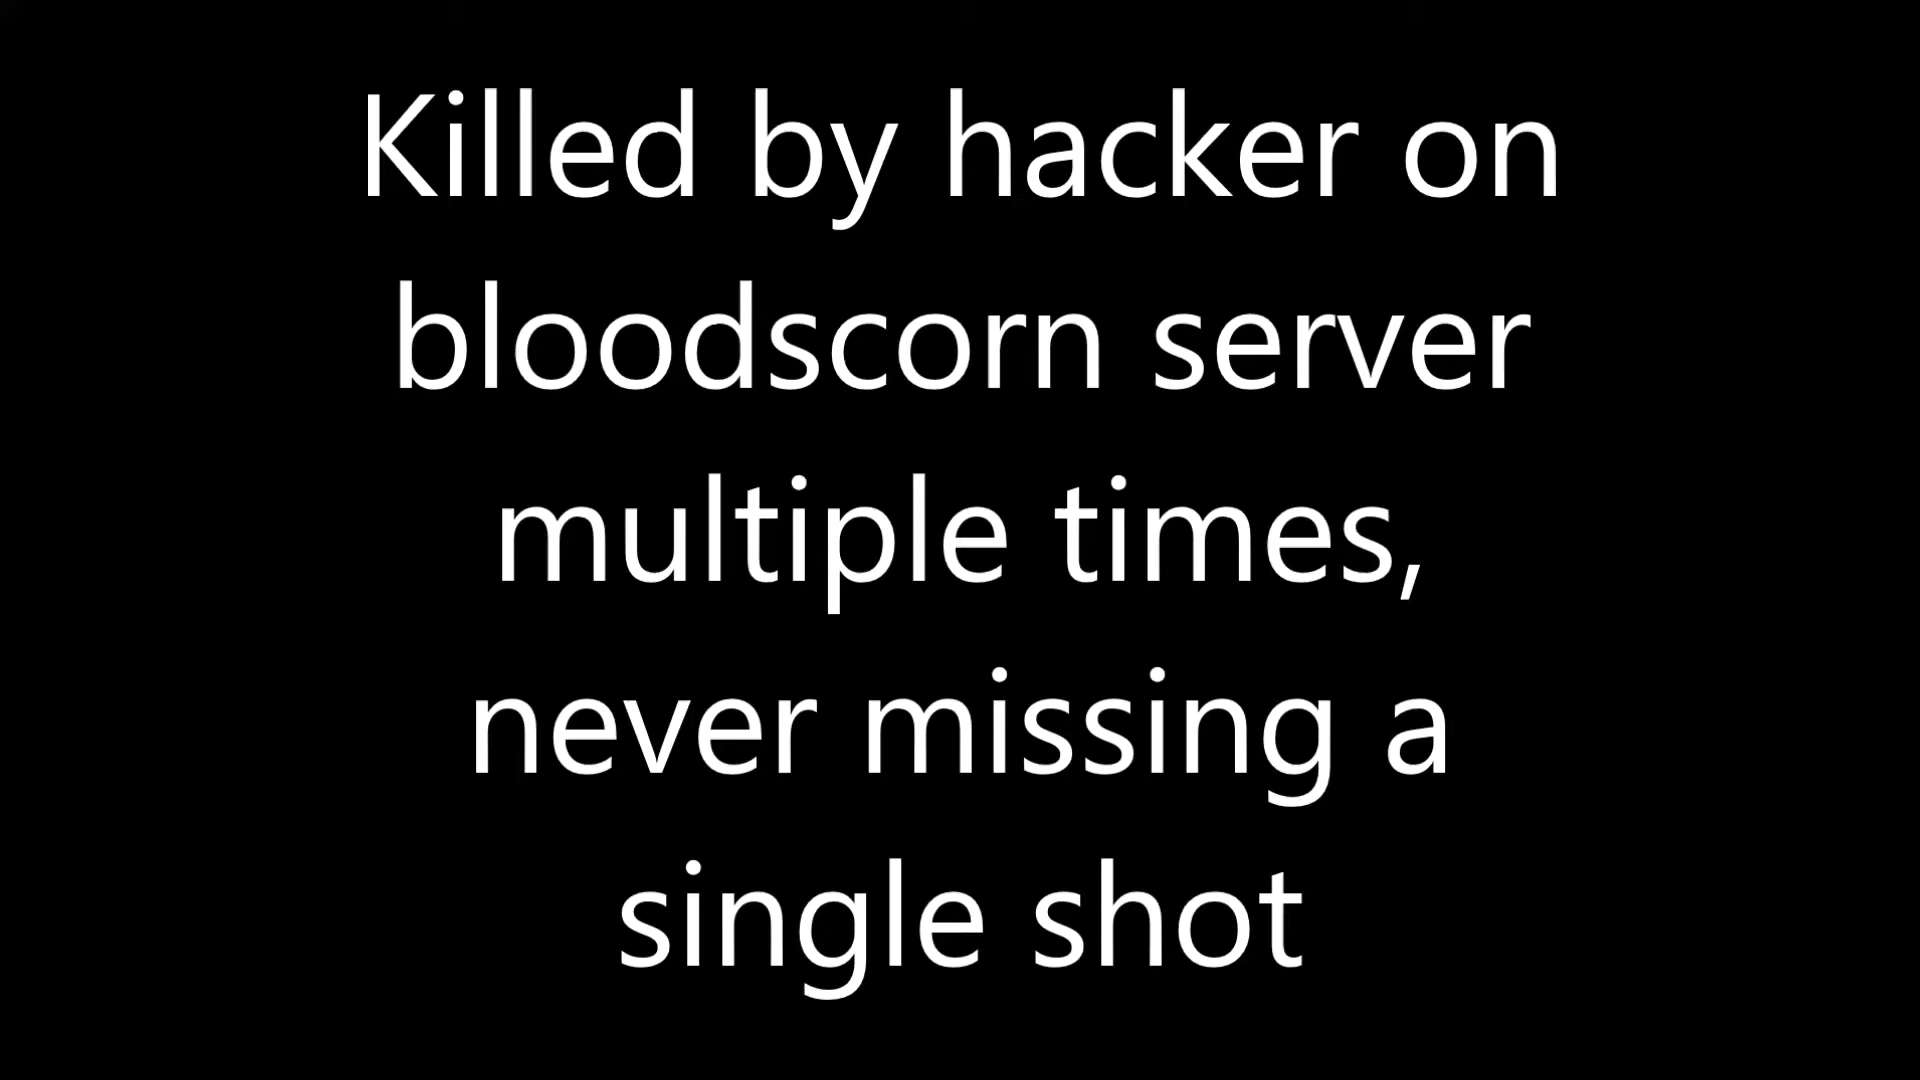 Killed by hacker on
bloodscorn server
multiple times,
never missing a
single shot